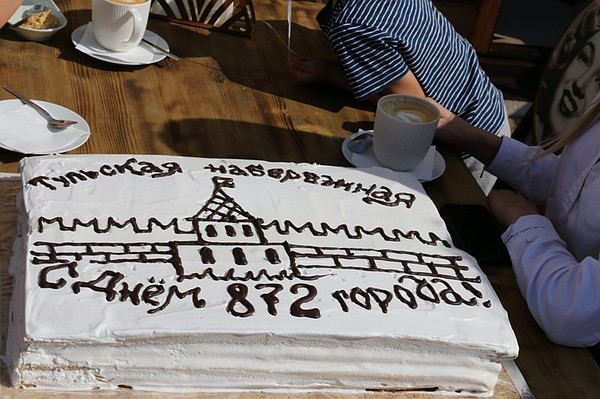 Тульская набережная
С Днём 872 города!